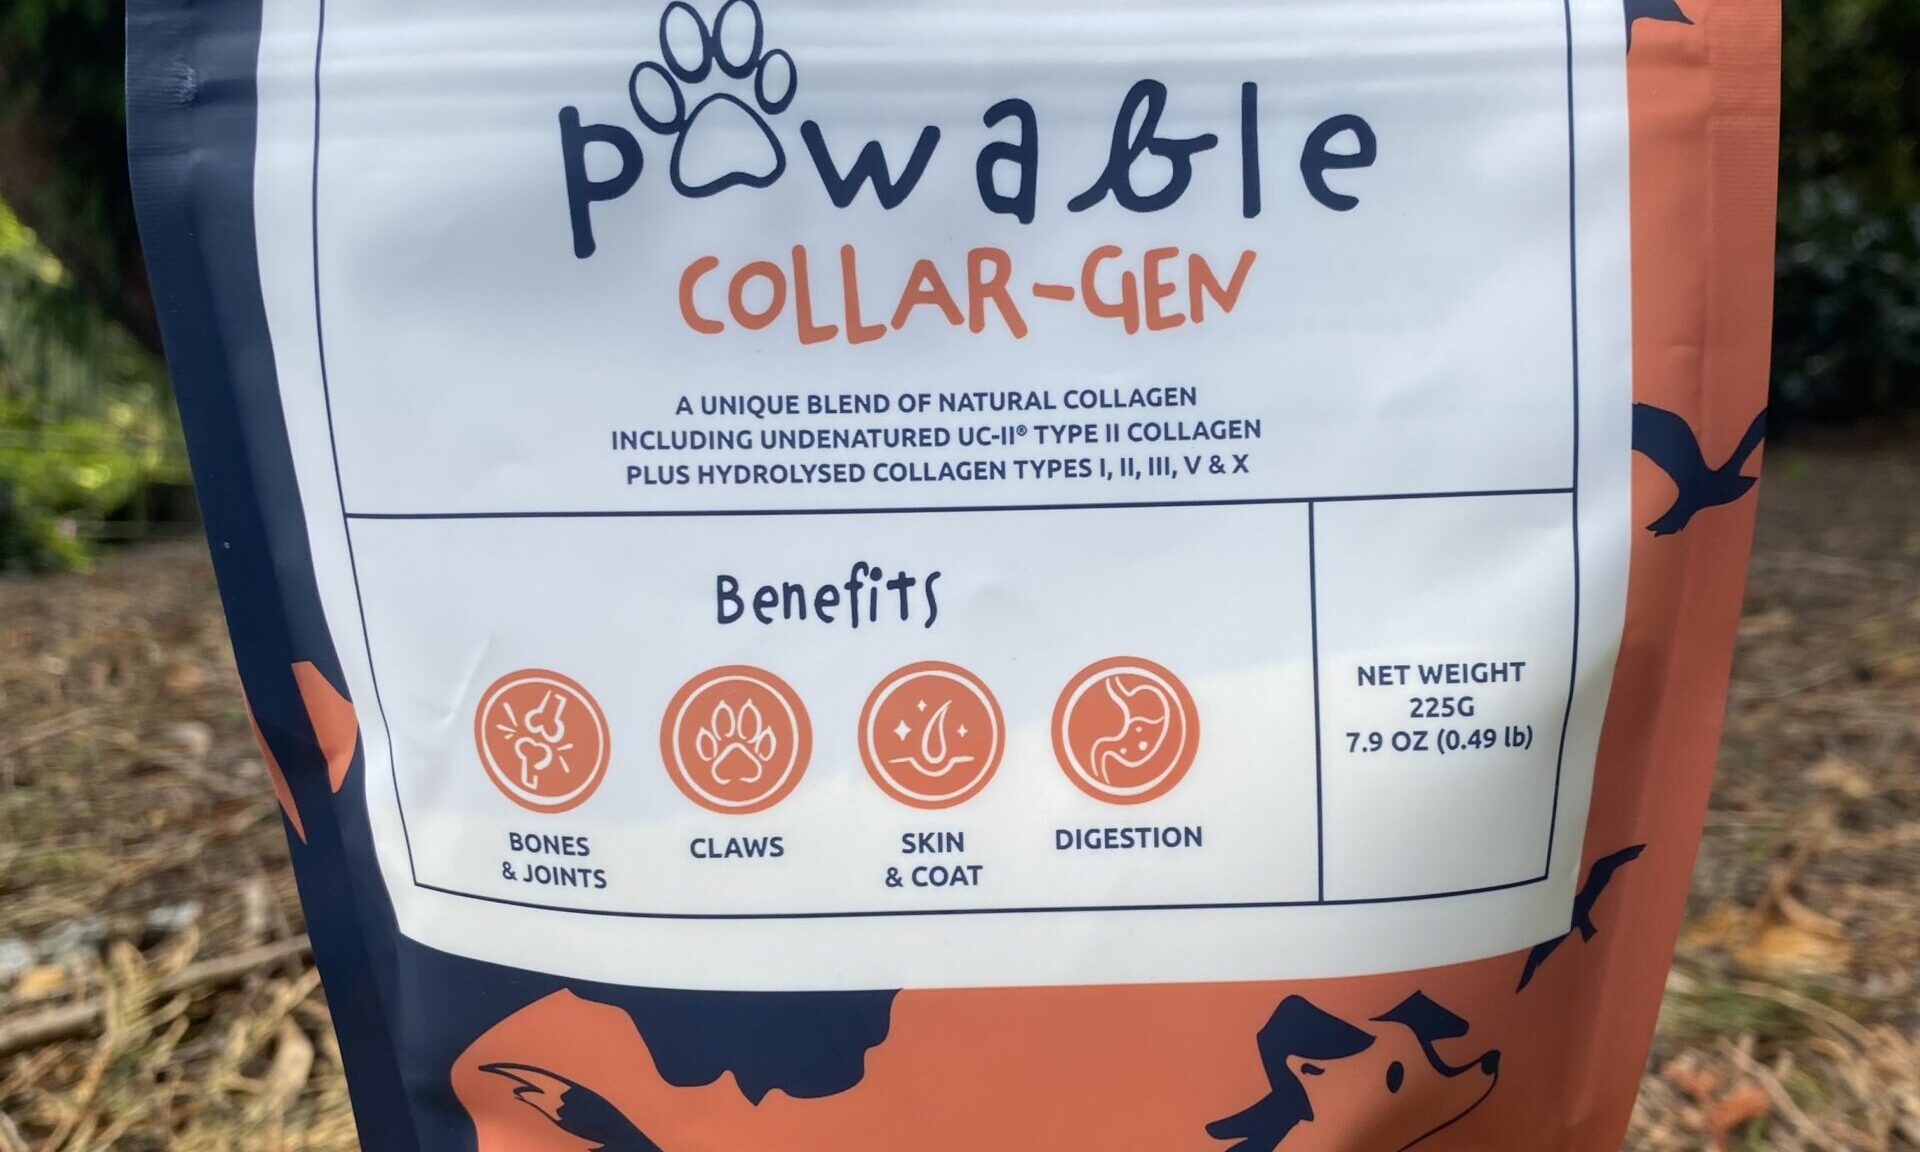 pawable
COLLAR-GEN
A UNIQUE BLEND OF NATURAL COLLAGEN
INCLUDING UNDENATURED UC-II® TYPE II COLLAGEN
PLUS HYDROLYSED COLLAGEN TYPES I, II, III, V & X
Benefits
BONES
& JOINTS
CLAWS
SKIN
& COAT
DIGESTION
NET WEIGHT
225G
7.9 OZ (0.49 lb)